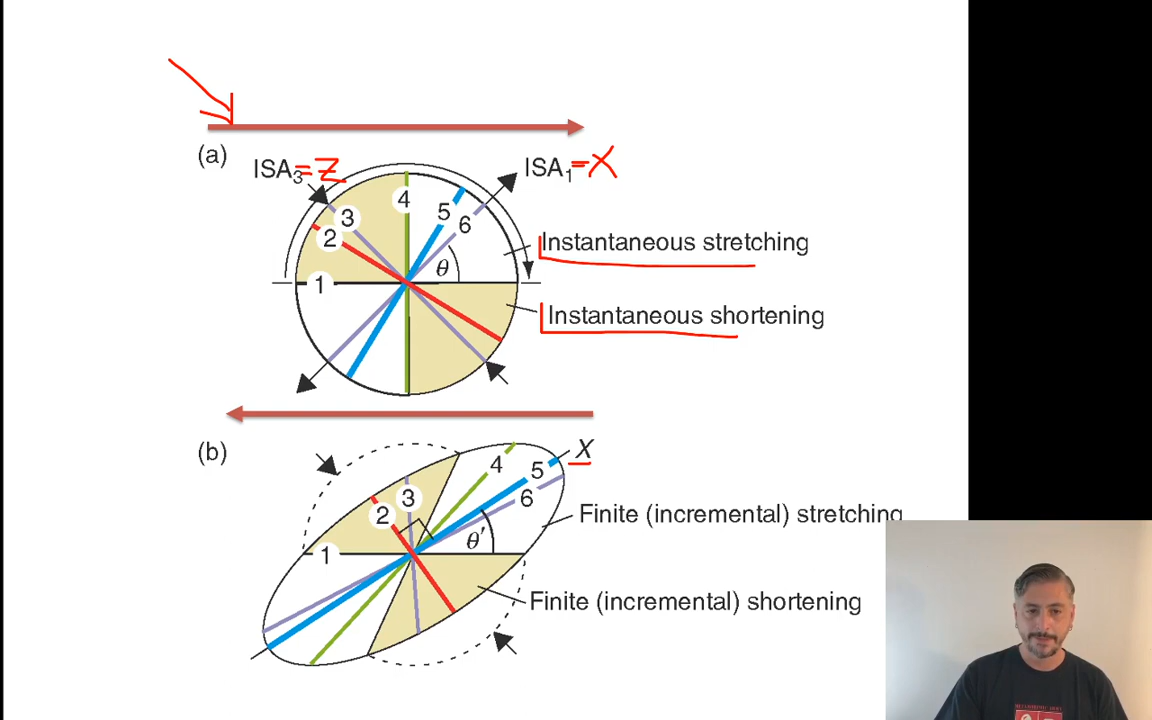 (a)
ISA3 = Z
ISA1 = X
4
3
5
2
6
θ
Instantaneous stretching
1
Instantaneous shortening
(b)
X
4
5
3
6
2
Finite (incremental) stretching
θ'
1
Finite (incremental) shortening